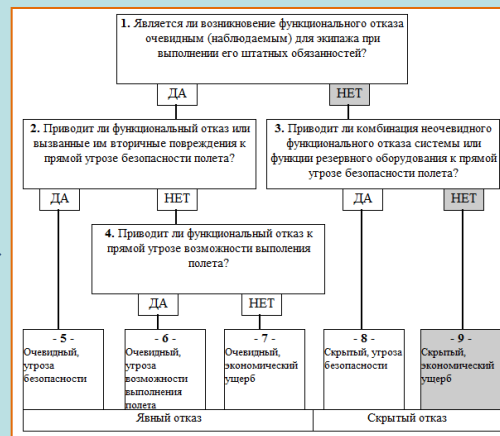 1. Является ли возникновение функционального отказа
очевидным (наблюдаемым) для экипажа при
выполнении его штатных обязанностей?
ДА
НЕТ
2. Приводит ли функциональный отказ или
вызванные им вторичные повреждения к
прямой угрозе безопасности полета?
3. Приводит ли комбинация неочевидного
функционального отказа системы или
функции резервного оборудования к прямой
угрозе безопасности полета?
ДА
НЕТ
ДА
НЕТ
4. Приводит ли функциональный отказ к
прямой угрозе возможности выполения
полета?
ДА
НЕТ
- 5 -
Очевидный,
угроза
безопасности
- 6 -
Очевидный,
угроза
возможности
выполнения
полета
- 7 -
Очевидный,
экономический
ущерб
- 8 -
Скрытый, угроза
безопасности
- 9 -
Скрытый,
экономический
ущерб
Явный отказ
Скрытый отказ